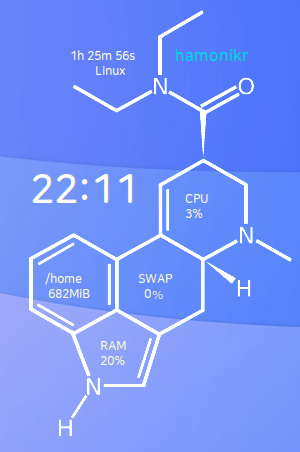 1h 25m 56s
Linux
hamonikr
N
O
22:11
CPU
3%
N
H
/home
682MiB
SWAP
0%
RAM
20%
N
H